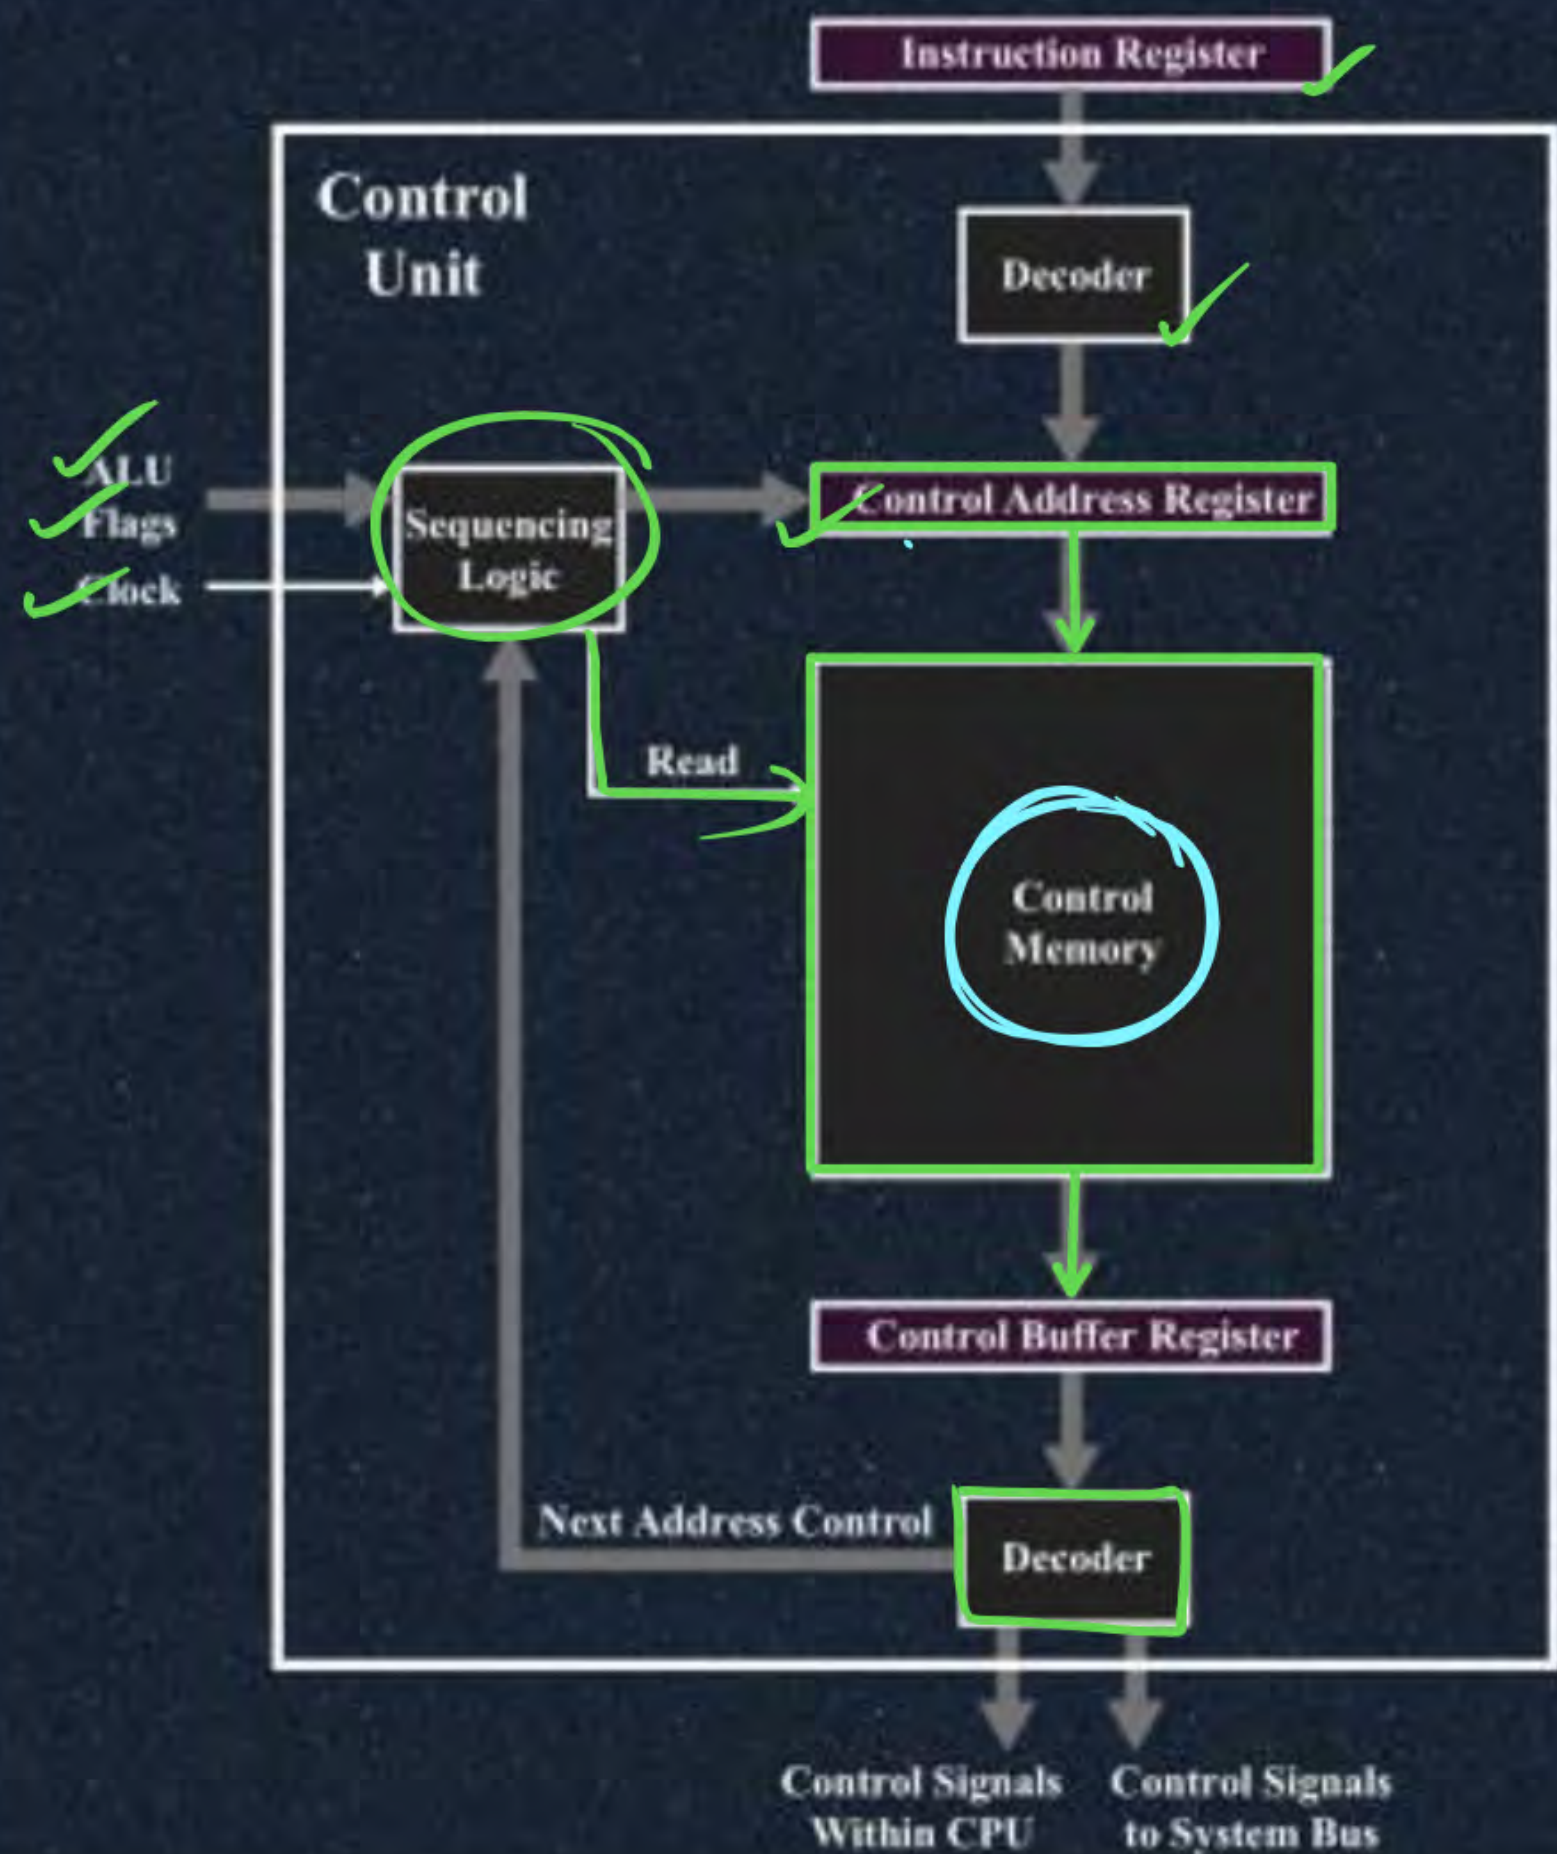 Instruction Register
Control
Unit
Decoder
ALU
Flags
Clock
Sequencing
Logic
Control Address Register
Read
Control
Memory
Control Buffer Register
Next Address Control
Decoder
Control Signals
Within CPU
Control Signals
to System Bus